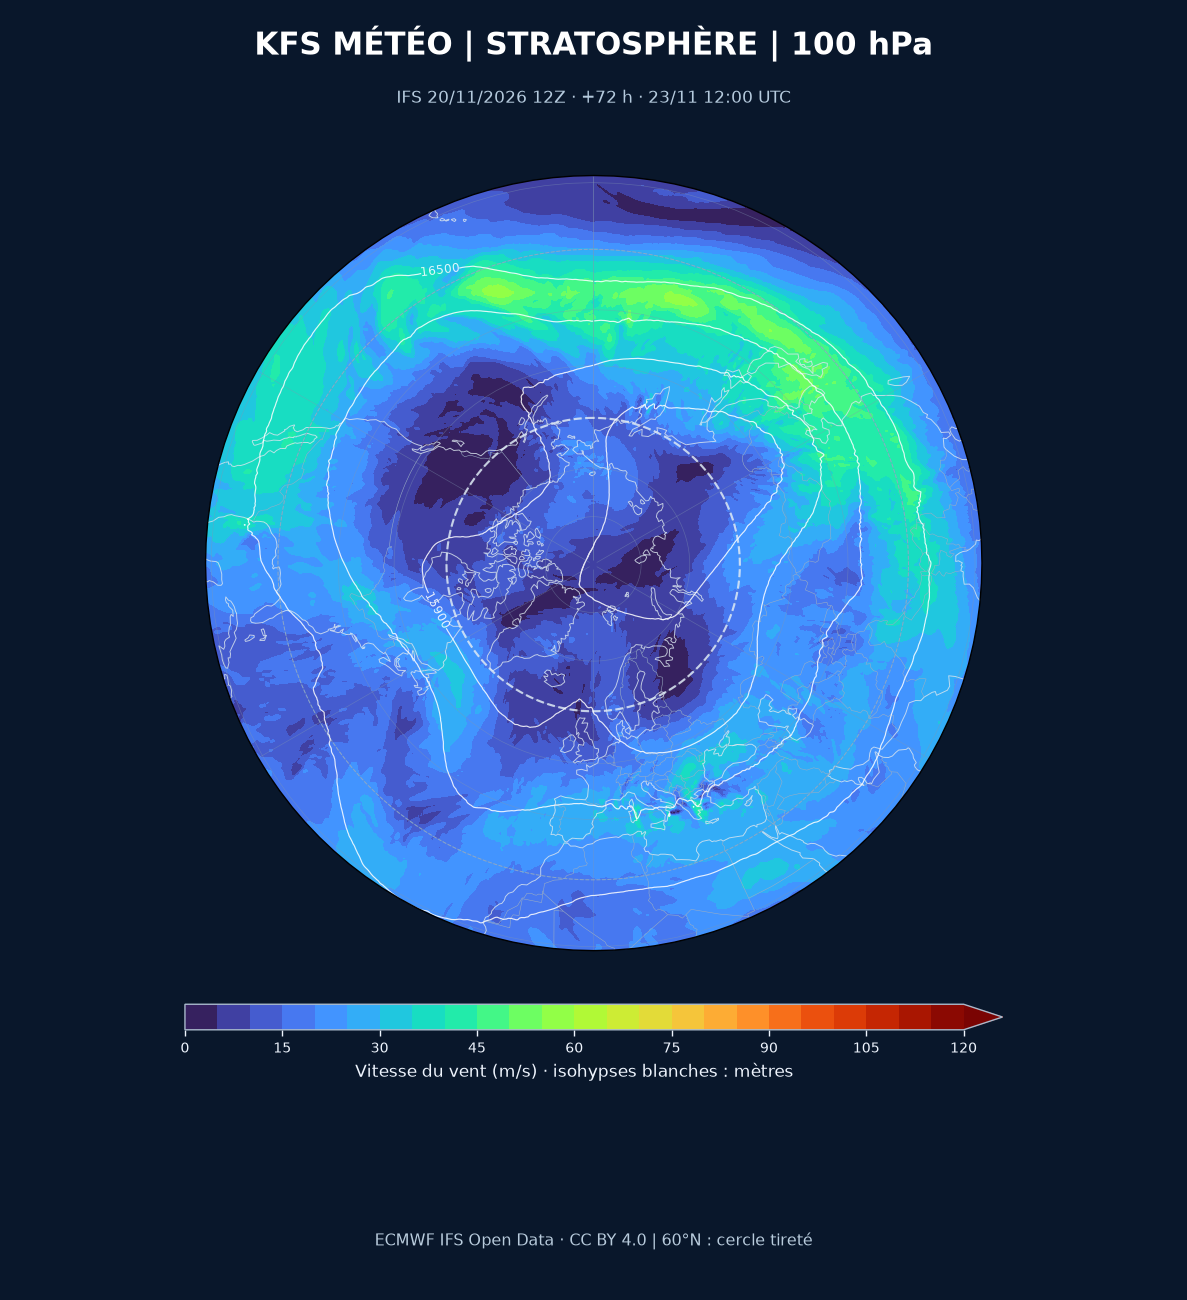 KFS MÉTÉO | STRATOSPHÈRE | 100 hPa
IFS 20/11/2026 12Z · +72 h · 23/11 12:00 UTC
16500
15900
0 15 30 45 60 75 90 105 120
Vitesse du vent (m/s) · isohypses blanches : mètres
ECMWF IFS Open Data · CC BY 4.0 | 60°N : cercle tireté